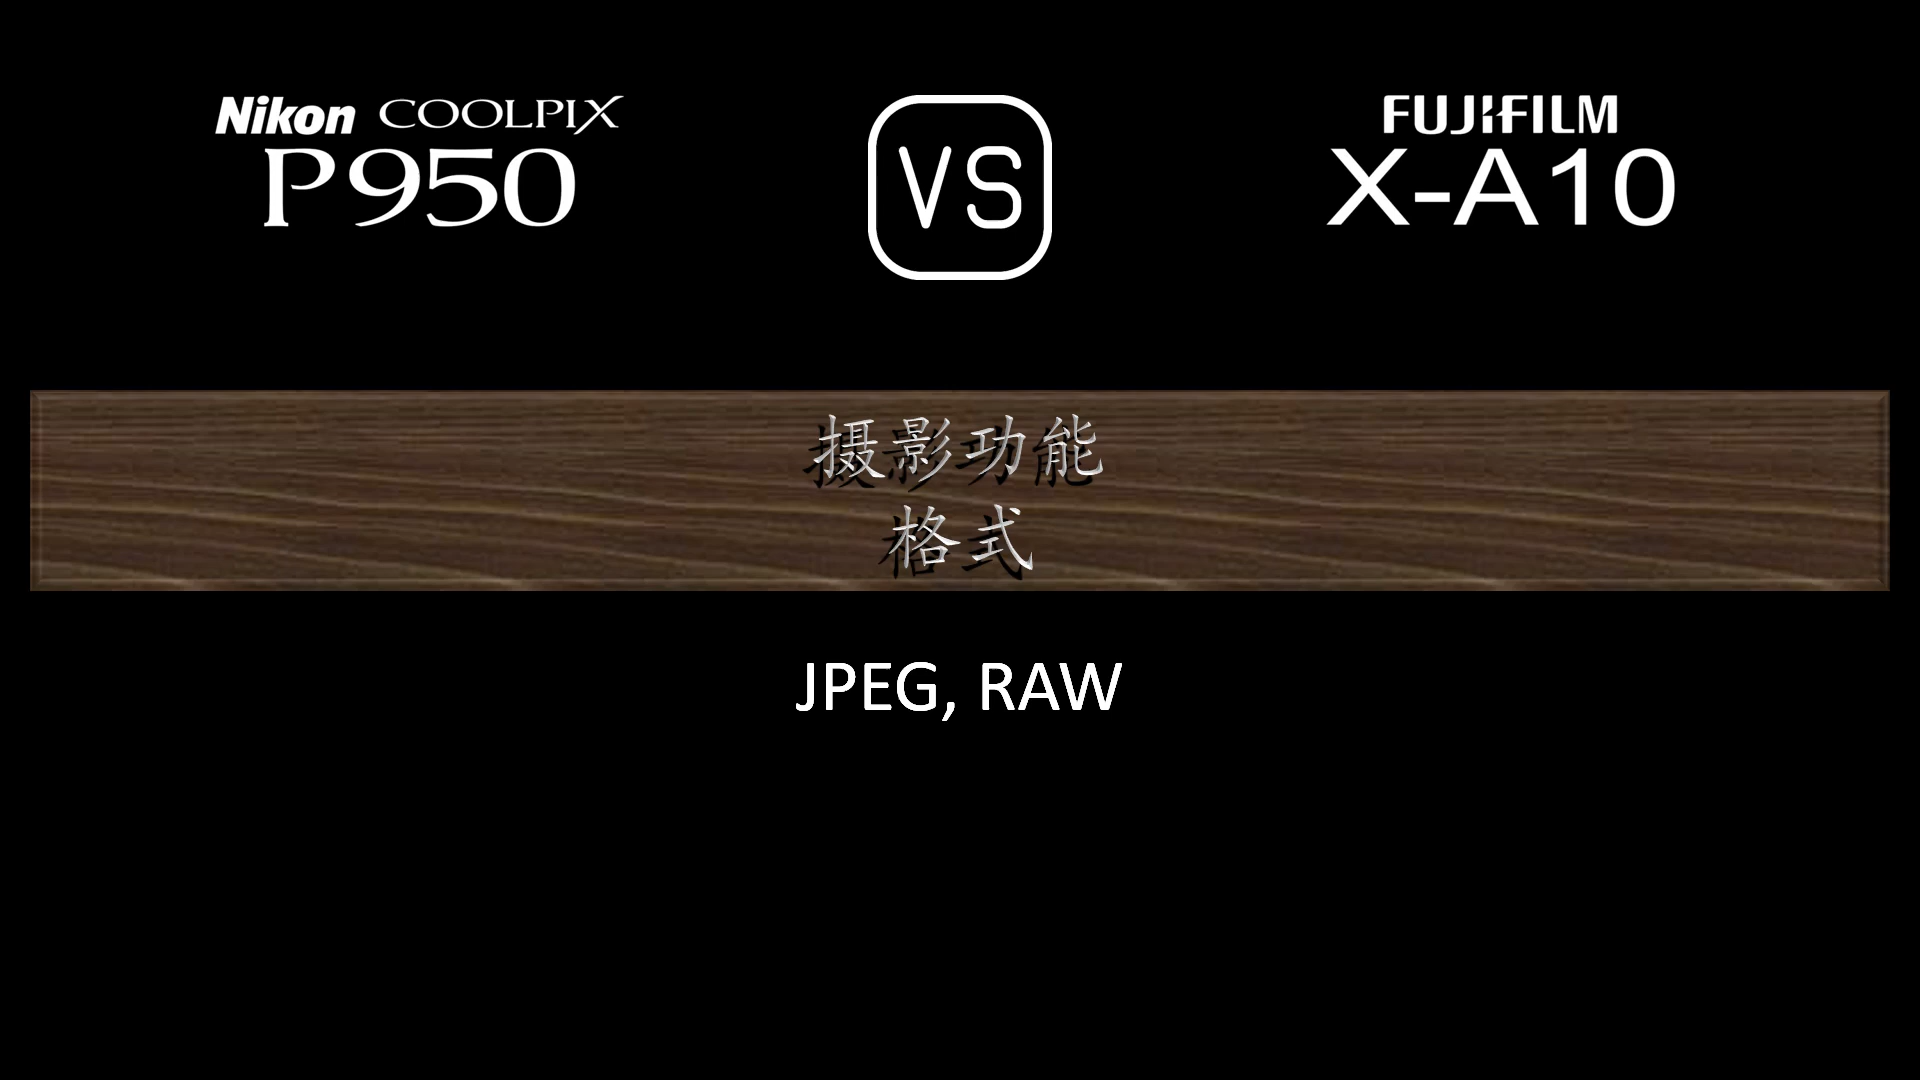 Nikon COOLPIX
P950
VS
FUJIFILM
X-A10
摄影功能
格式
JPEG, RAW